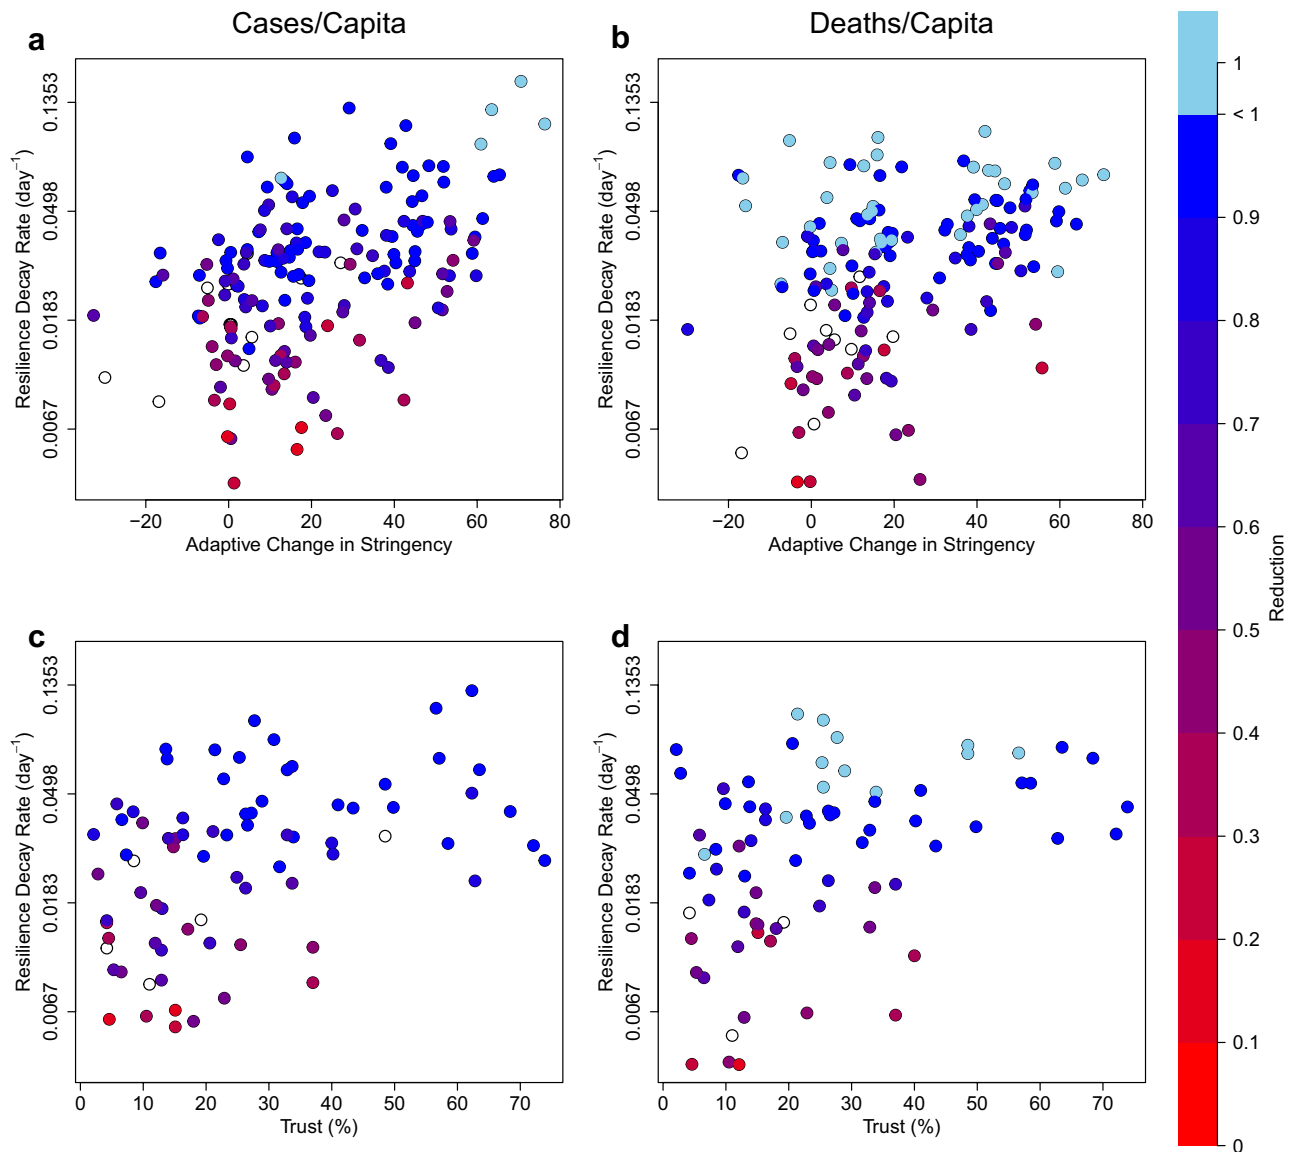 Cases/Capita
Deaths/Capita
a
b
Resilience Decay Rate (day−1)
0.1353
0.0498
0.0183
0.0067
−20 0 20 40 60 80
Adaptive Change in Stringency
Resilience Decay Rate (day−1)
0.1353
0.0498
0.0183
0.0067
−20 0 20 40 60 80
Adaptive Change in Stringency
c
d
Resilience Decay Rate (day−1)
0.1353
0.0498
0.0183
0.0067
0 10 20 30 40 50 60 70
Trust (%)
Resilience Decay Rate (day−1)
0.1353
0.0498
0.0183
0.0067
0 10 20 30 40 50 60 70
Trust (%)
1
< 1
0.9
0.8
0.7
0.6
0.5
0.4
0.3
0.2
0.1
0
Reduction